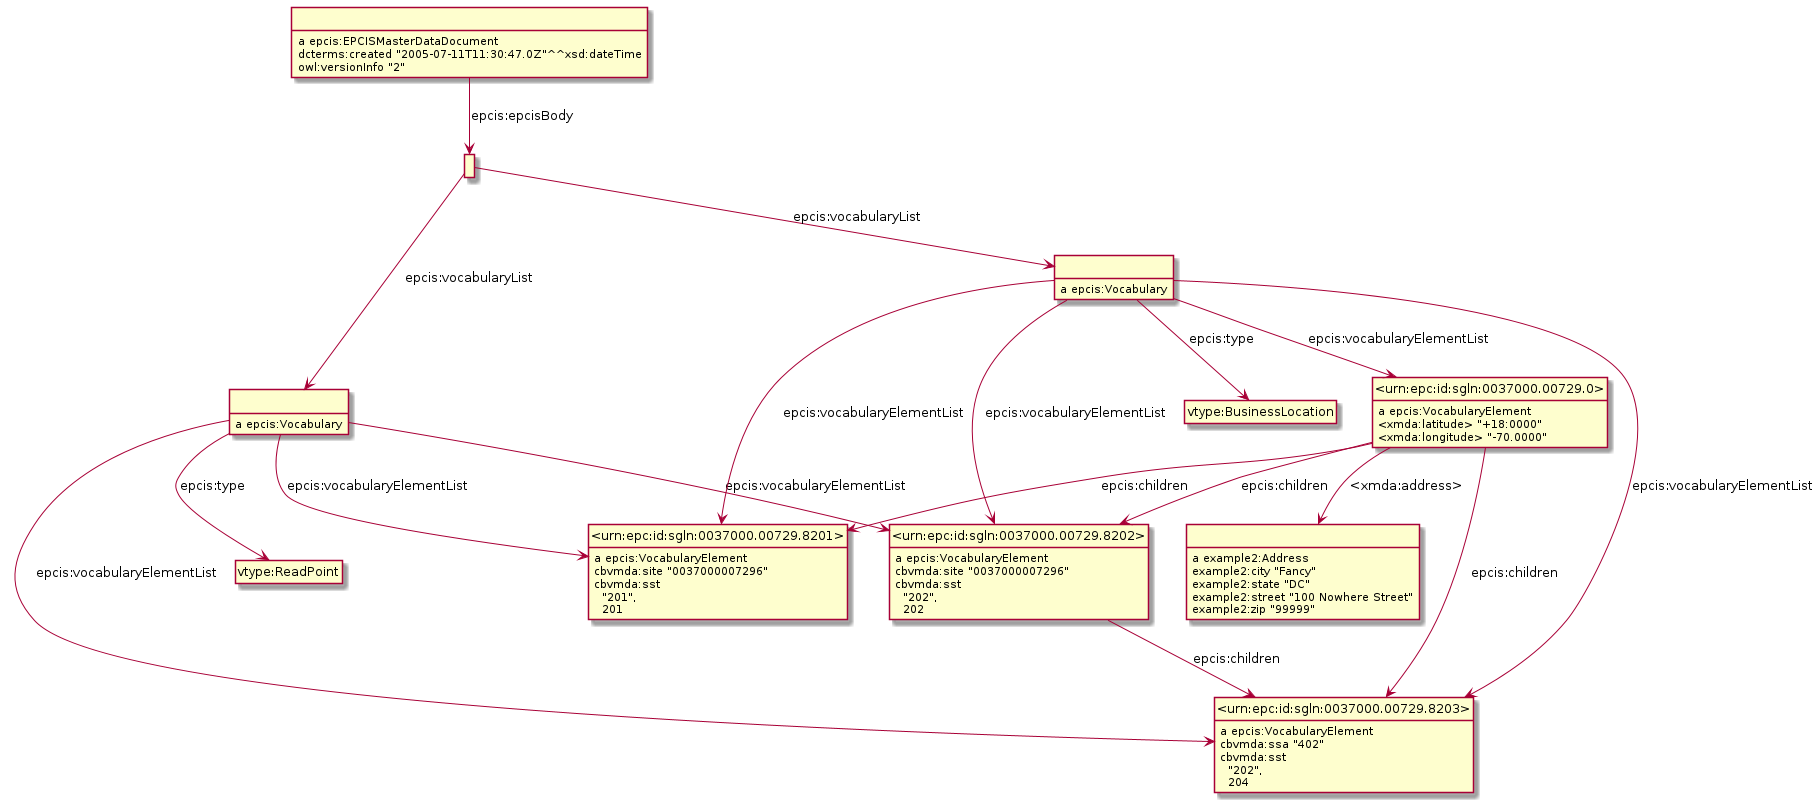 a epcis:EPCISMasterDataDocument
dcterms:created "2005-07-11T11:30:47.0Z"^^xsd:dateTime
owl:versionInfo "2"
epcis:epcisBody
epcis:vocabularyList
epcis:vocabularyList
a epcis:Vocabulary
epcis:type
epcis:vocabularyElementList
a epcis:Vocabulary
epcis:vocabularyElementList
epcis:vocabularyElementList
vtype:BusinessLocation
<urn:epc:id:sgln:0037000.00729.0>
a epcis:VocabularyElement
<xmda:latitude> "+18:0000"
<xmda:longitude> "-70.0000"
epcis:type
epcis:vocabularyElementList
epcis:vocabularyElementList
epcis:children
epcis:children
<xmda:address>
epcis:vocabularyElementList
epcis:vocabularyElementList
vtype:ReadPoint
<urn:epc:id:sgln:0037000.00729.8201>
a epcis:VocabularyElement
cbvmda:site "0037000007296"
cbvmda:sst
"201",
201
<urn:epc:id:sgln:0037000.00729.8202>
a epcis:VocabularyElement
cbvmda:site "0037000007296"
cbvmda:sst
"202",
202
a example2:Address
example2:city "Fancy"
example2:state "DC"
example2:street "100 Nowhere Street"
example2:zip "99999"
epcis:children
epcis:children
<urn:epc:id:sgln:0037000.00729.8203>
a epcis:VocabularyElement
cbvmda:ssa "402"
cbvmda:sst
"202",
204